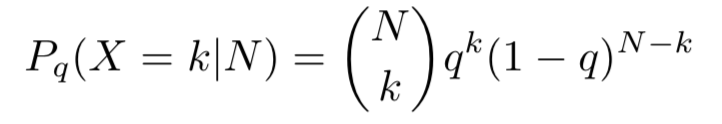 $P_q(X = k|N) = \binom{N}{k} q^k (1 - q)^{N-k}$